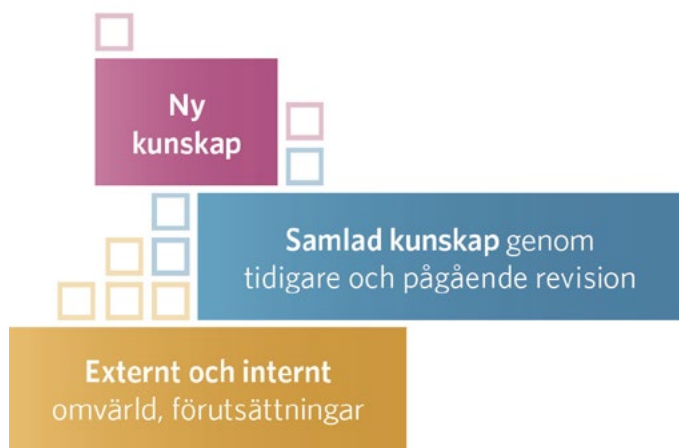 Ny
kunskap
Samlad kunskap genom
tidigare och pågående revision
Externt och internt
omvärld, förutsättningar